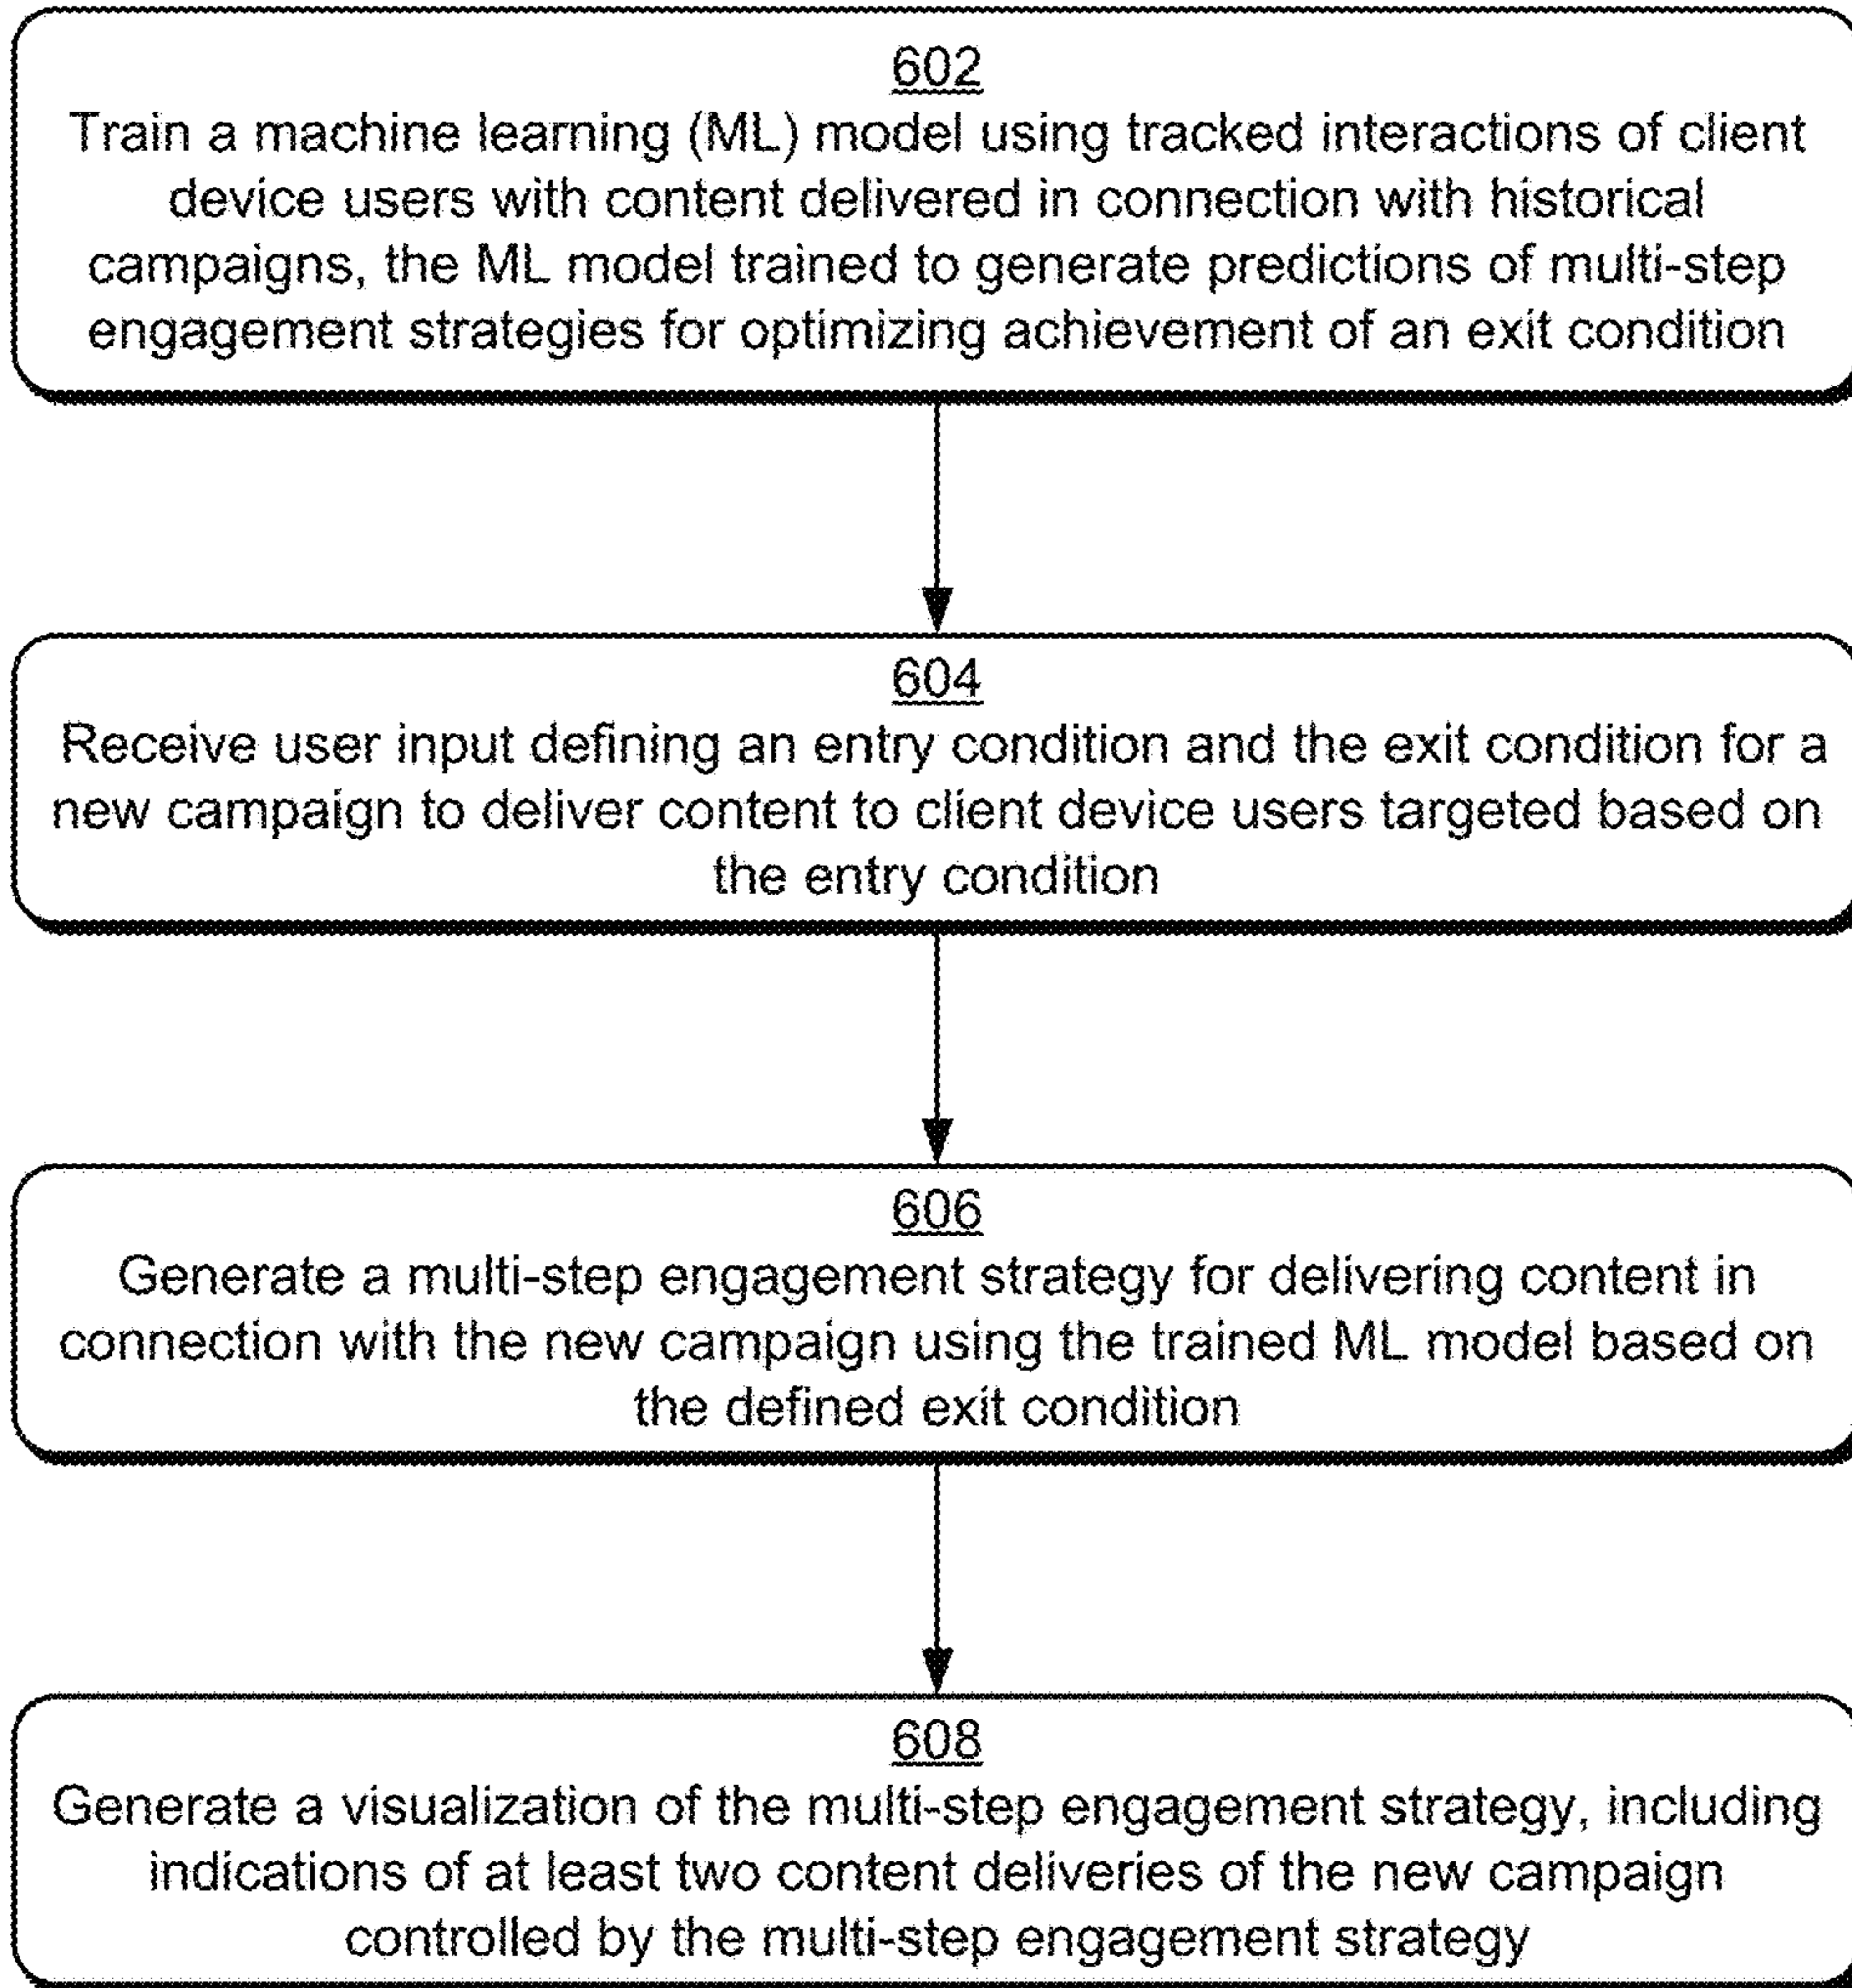 602
Train a machine learning (ML) model using tracked interactions of client
device users with content delivered in connection with historical
campaigns, the ML model trained to generate predictions of multi-step
engagement strategies for optimizing achievement of an exit condition
604
Receive user input defining an entry condition and the exit condition for a
new campaign to deliver content to client device users targeted based on
the entry condition
606
Generate a multi-step engagement strategy for delivering content in
connection with the new campaign using the trained ML model based on
the defined exit condition
608
Generate a visualization of the multi-step engagement strategy, including
indications of at least two content deliveries of the new campaign
controlled by the multi-step engagement strategy